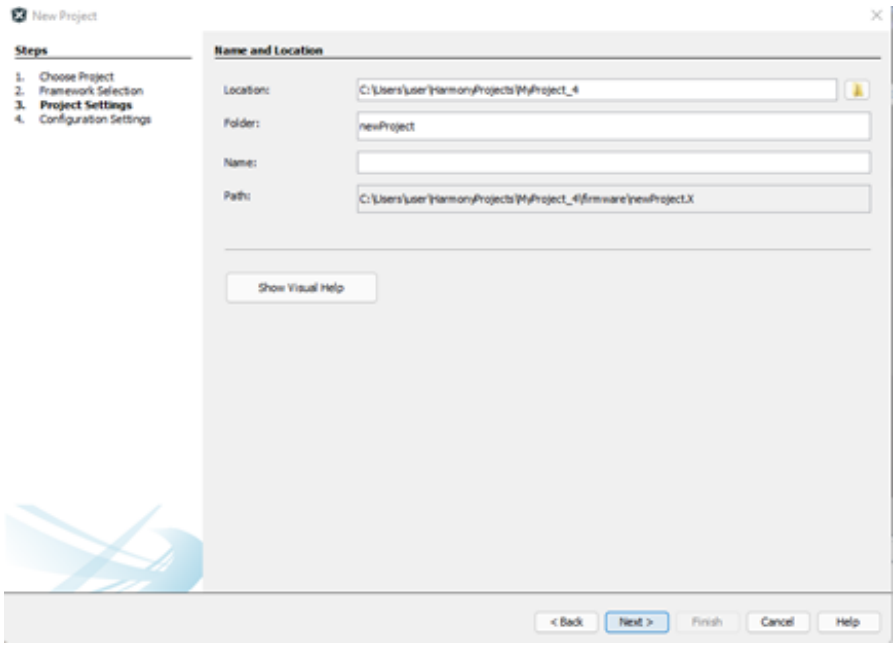 New Project
Steps
1. Choose Project
2. Framework Selection
3. Project Settings
4. Configuration Settings
Name and Location
Location: C:\Users\user\HarmonyProjects\MyProject_4
Folder: newProject
Name:
Path: C:\Users\user\HarmonyProjects\MyProject_4\firmware\newProject.X
Show Visual Help
< Back Next > Finish Cancel Help